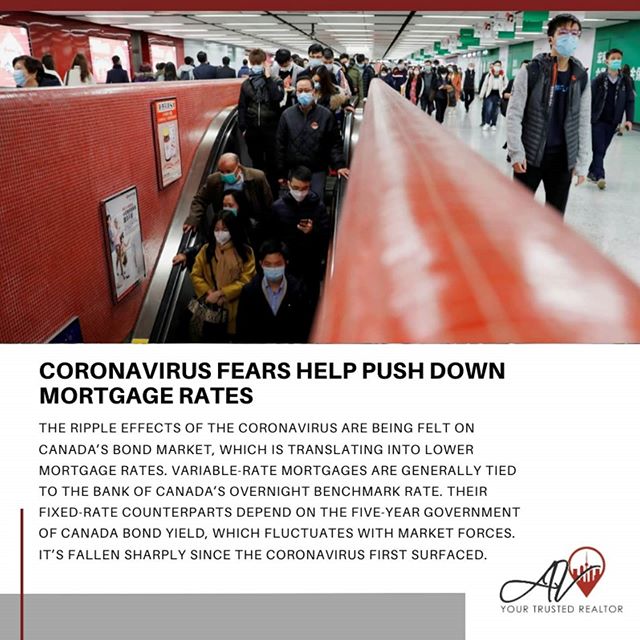 CORONAVIRUS FEARS HELP PUSH DOWN
MORTGAGE RATES
THE RIPPLE EFFECTS OF THE CORONAVIRUS ARE BEING FELT ON
CANADA’S BOND MARKET, WHICH IS TRANSLATING INTO LOWER
MORTGAGE RATES. VARIABLE-RATE MORTGAGES ARE GENERALLY TIED
TO THE BANK OF CANADA’S OVERNIGHT BENCHMARK RATE. THEIR
FIXED-RATE COUNTERPARTS DEPEND ON THE FIVE-YEAR GOVERNMENT
OF CANADA BOND YIELD, WHICH FLUCTUATES WITH MARKET FORCES.
IT’S FALLEN SHARPLY SINCE THE CORONAVIRUS FIRST SURFACED.
AV
YOUR TRUSTED REALTOR